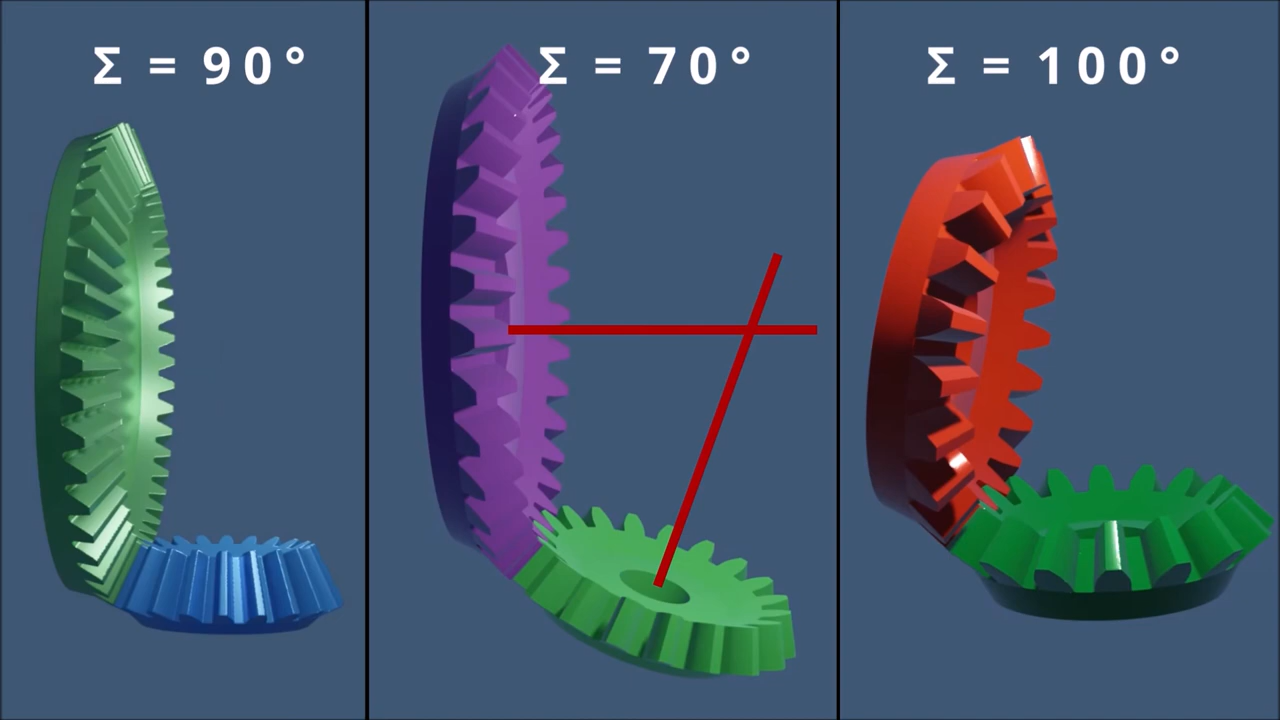 Σ = 90°
Σ = 70°
Σ = 100°